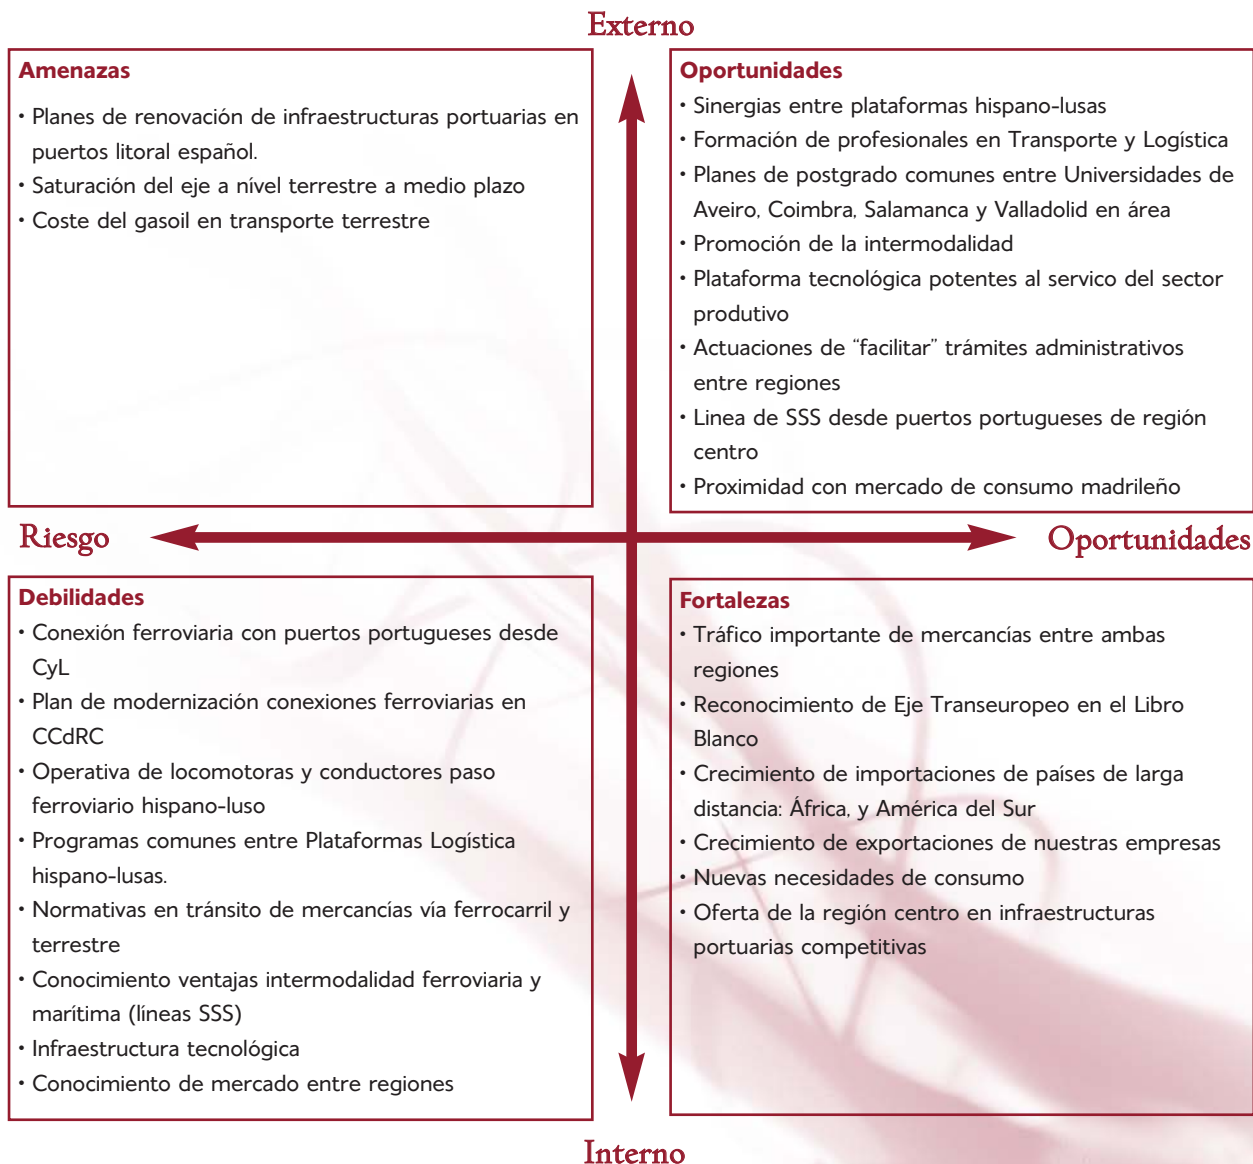 Externo
Amenazas
• Planes de renovación de infraestructuras portuarias en
puertos litoral español.
• Saturación del eje a nível terrestre a medio plazo
• Coste del gasoil en transporte terrestre
Oportunidades
• Sinergias entre plataformas hispano-lusas
• Formación de profesionales en Transporte y Logística
• Planes de postgrado comunes entre Universidades de
Aveiro, Coimbra, Salamanca y Valladolid en área
• Promoción de la intermodalidad
• Plataforma tecnológica potentes al servico del sector
produtivo
• Actuaciones de “facilitar” trámites administrativos
entre regiones
• Linea de SSS desde puertos portugueses de región
centro
• Proximidad con mercado de consumo madrileño
Riesgo
Oportunidades
Debilidades
• Conexión ferroviaria con puertos portugueses desde
CyL
• Plan de modernización conexiones ferroviarias en
CCdRC
• Operativa de locomotoras y conductores paso
ferroviario hispano-luso
• Programas comunes entre Plataformas Logística
hispano-lusas.
• Normativas en tránsito de mercancías vía ferrocarril y
terrestre
• Conocimiento ventajas intermodalidad ferroviaria y
marítima (líneas SSS)
• Infraestructura tecnológica
• Conocimiento de mercado entre regiones
Fortalezas
• Tráfico importante de mercancías entre ambas
regiones
• Reconocimiento de Eje Transeuropeo en el Libro
Blanco
• Crecimiento de importaciones de países de larga
distancia: África, y América del Sur
• Crecimiento de exportaciones de nuestras empresas
• Nuevas necesidades de consumo
• Oferta de la región centro en infraestructuras
portuarias competitivas
Interno